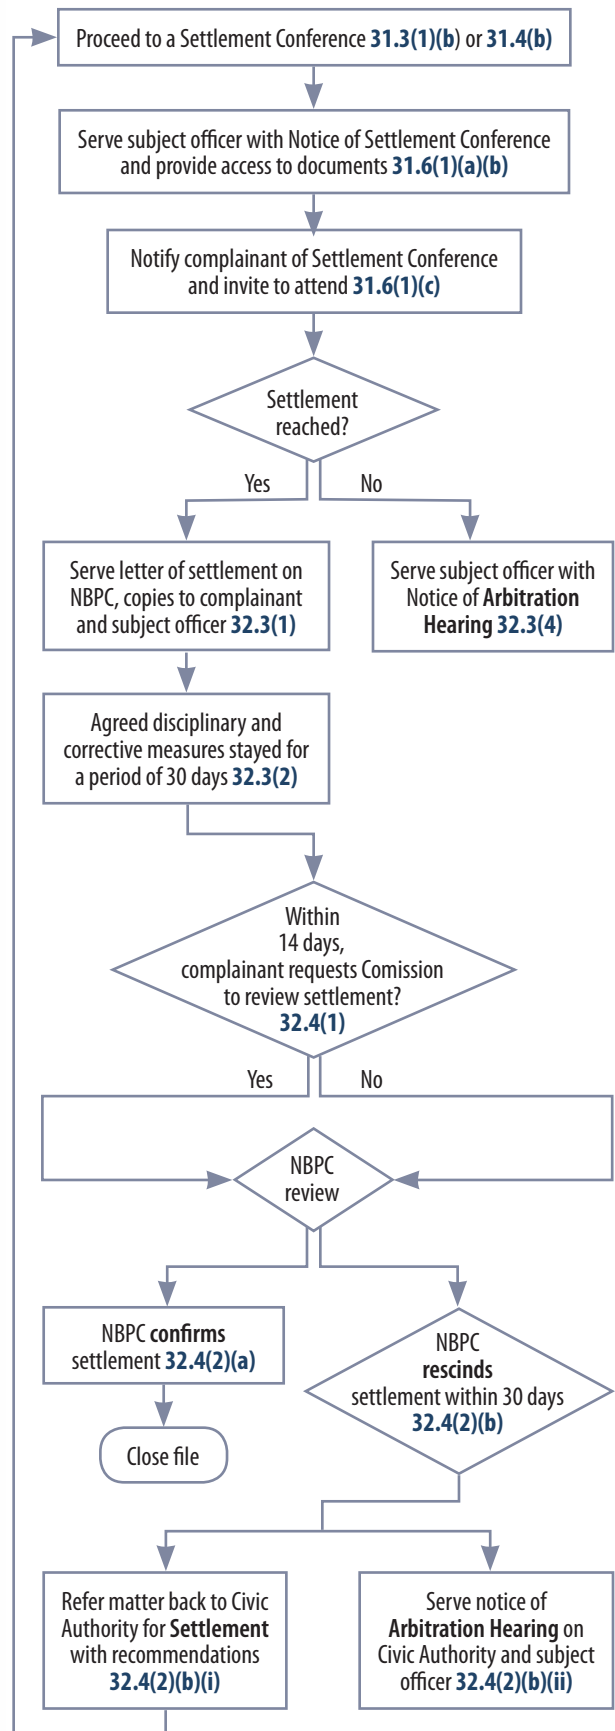 Proceed to a Settlement Conference 31.3(1)(b) or 31.4(b)
Serve subject officer with Notice of Settlement Conference
and provide access to documents 31.6(1)(a)(b)
Notify complainant of Settlement Conference
and invite to attend 31.6(1)(c)
Settlement
reached?
Yes
No
Serve letter of settlement on
NBPC, copies to complainant
and subject officer 32.3(1)
Serve subject officer with
Notice of Arbitration
Hearing 32.3(4)
Agreed disciplinary and
corrective measures stayed for
a period of 30 days 32.3(2)
Within
14 days,
complainant requests Comission
to review settlement?
32.4(1)
Yes
No
NBPC
review
NBPC confirms
settlement 32.4(2)(a)
NBPC
rescinds
settlement within 30 days
32.4(2)(b)
Close file
Refer matter back to Civic
Authority for Settlement
with recommendations
32.4(2)(b)(i)
Serve notice of
Arbitration Hearing on
Civic Authority and subject
officer 32.4(2)(b)(ii)